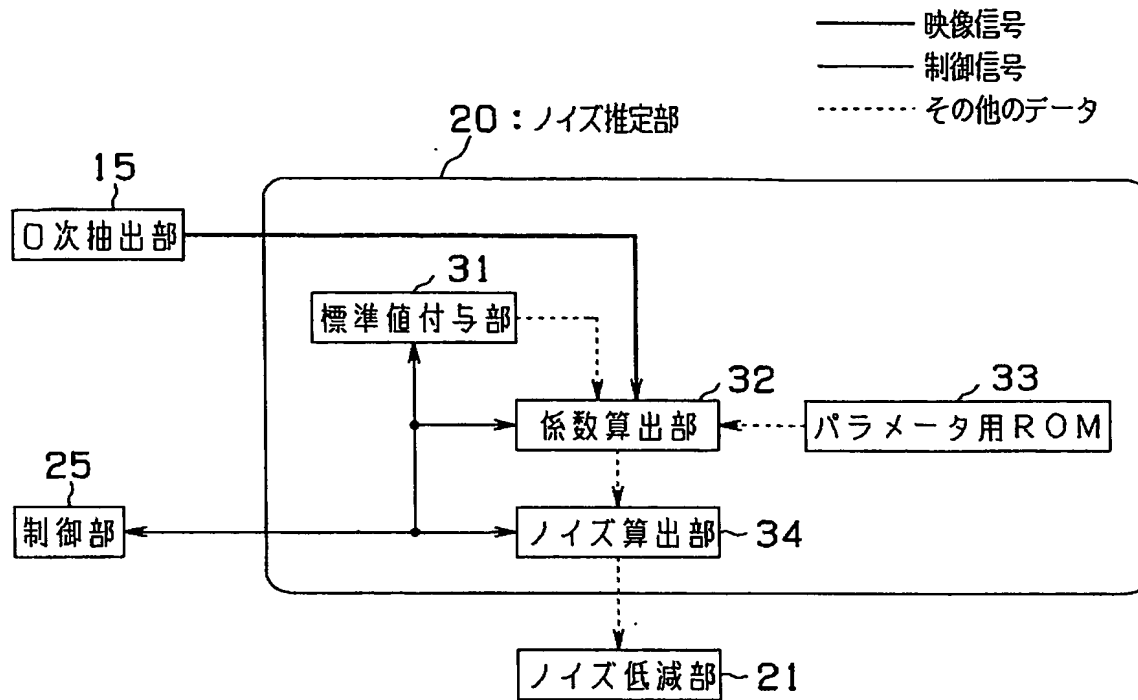 映像信号
制御信号
その他のデータ
20:ノイズ推定部
15
0次抽出部
31
標準値付与部
32
係数算出部
33
パラメータ用ROM
25
制御部
ノイズ算出部
34
ノイズ低減部
21